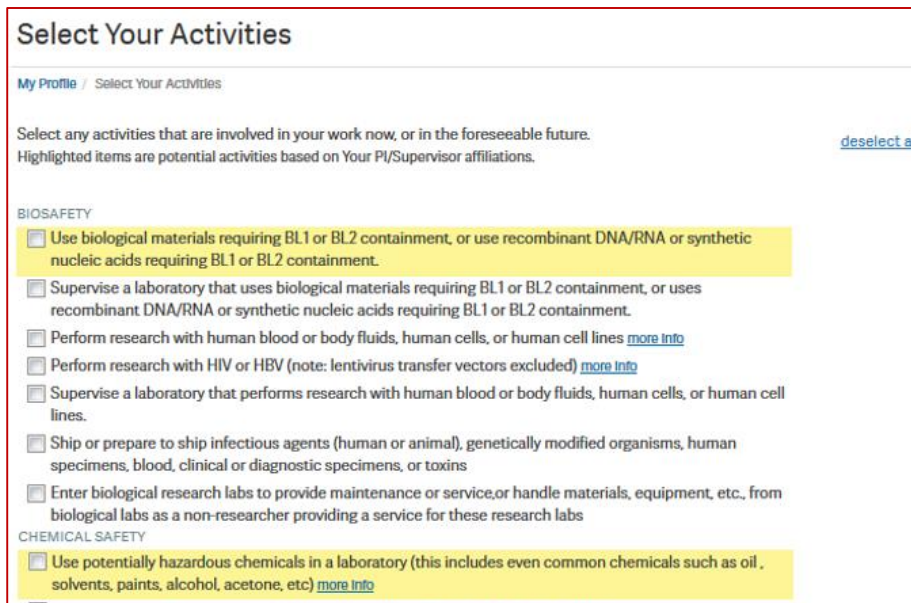 Select Your Activities
My Profile / Select Your Activities
Select any activities that are involved in your work now, or in the foreseeable future.
Highlighted items are potential activities based on Your PI/Supervisor affiliations.
deselect a
BIOSAFETY
Use biological materials requiring BL1 or BL2 containment, or use recombinant DNA/RNA or synthetic
nucleic acids requiring BL1 or BL2 containment.
Supervise a laboratory that uses biological materials requiring BL1 or BL2 containment, or uses
recombinant DNA/RNA or synthetic nucleic acids requiring BL1 or BL2 containment.
Perform research with human blood or body fluids, human cells, or human cell lines more info
Perform research with HIV or HBV (note: lentivirus transfer vectors excluded) more info
Supervise a laboratory that performs research with human blood or body fluids, human cells, or human cell
lines.
Ship or prepare to ship infectious agents (human or animal), genetically modified organisms, human
specimens, blood, clinical or diagnostic specimens, or toxins
Enter biological research labs to provide maintenance or service,or handle materials, equipment, etc., from
biological labs as a non-researcher providing a service for these research labs
CHEMICAL SAFETY
Use potentially hazardous chemicals in a laboratory (this includes even common chemicals such as oil ,
solvents, paints, alcohol, acetone, etc) more info